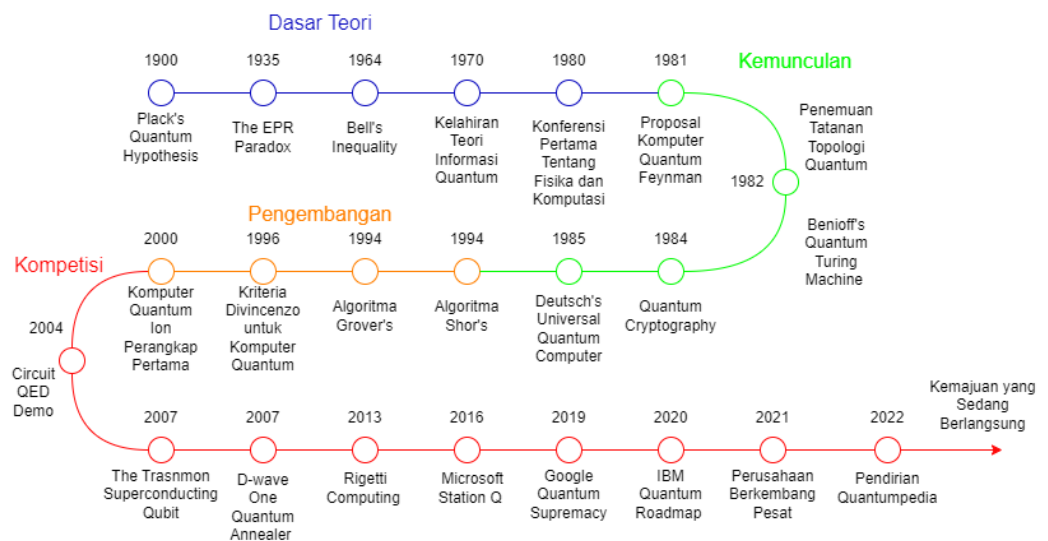 Dasar Teori
1900
Plack's
Quantum
Hypothesis
1935
The EPR
Paradox
1964
Bell's
Inequality
1970
Kelahiran
Teori
Informasi
Quantum
1980
Konferensi
Pertama
Tentang
Fisika dan
Komputasi
1981
Proposal
Komputer
Quantum
Feynman
Kemunculan
Penemuan
Tatanan
Topologi
Quantum
1982
Benioff's
Quantum
Turing
Machine
1984
Quantum
Cryptography
1985
Deutsch's
Universal
Quantum
Computer
Pengembangan
1994
Algoritma
Shor's
1994
Algoritma
Grover's
1996
Kriteria
Divincenzo
untuk
Komputer
Quantum
2000
Komputer
Quantum
Ion
Perangkap
Pertama
Kompetisi
2004
Circuit
QED
Demo
2007
The Trasnmon
Superconducting
Qubit
2007
D-wave
One
Quantum
Annealer
2013
Rigetti
Computing
2016
Microsoft
Station Q
2019
Google
Quantum
Supremacy
2020
IBM
Quantum
Roadmap
2021
Perusahaan
Berkembang
Pesat
2022
Pendirian
Quantumpedia
Kemajuan yang
Sedang
Berlangsung